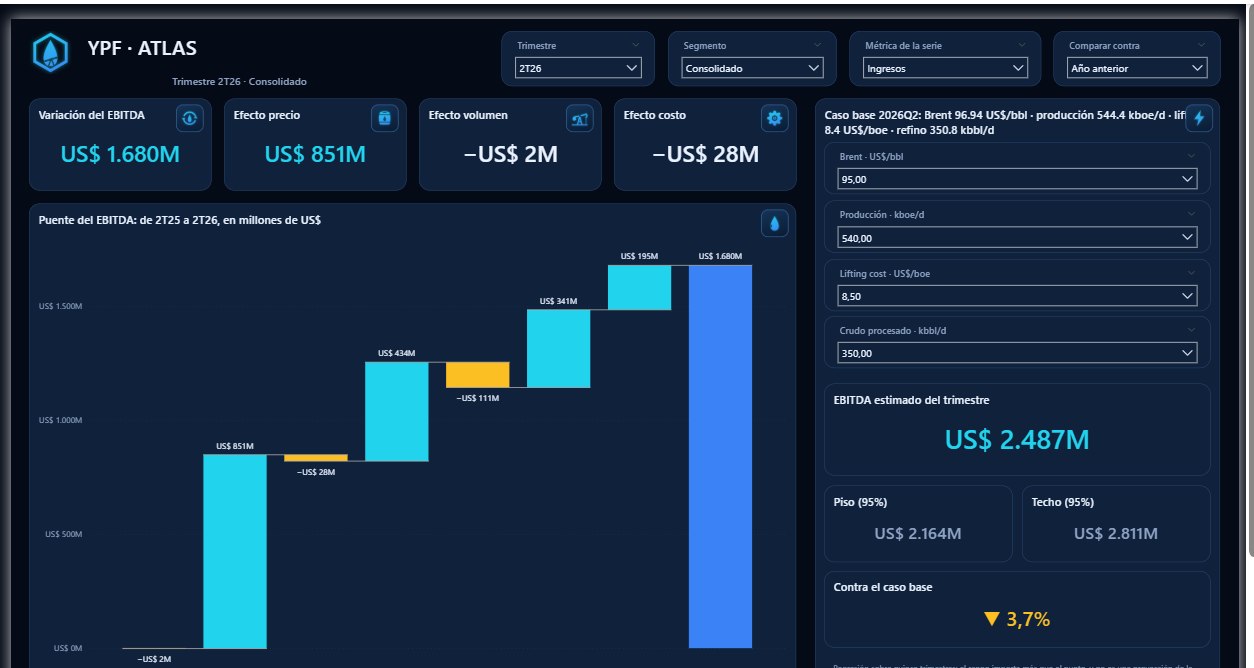 YPF · ATLAS
Trimestre 2T26 · Consolidado
Trimestre
2T26
Segmento
Consolidado
Métrica de la serie
Ingresos
Comparar contra
Año anterior
Variación del EBITDA
US$ 1.680M
Efecto precio
US$ 851M
Efecto volumen
−US$ 2M
Efecto costo
−US$ 28M
Puente del EBITDA: de 2T25 a 2T26, en millones de US$
US$ 1.500M
US$ 1.000M
US$ 500M
US$ 0M
−US$ 2M
US$ 851M
−US$ 28M
US$ 434M
−US$ 111M
US$ 341M
US$ 195M
US$ 1.680M
Caso base 2026Q2: Brent 96.94 US$/bbl · producción 544.4 kboe/d ·
8.4 US$/boe · refino 350.8 kbbl/d
Brent · US$/bbl
95,00
Producción · kboe/d
540,00
Lifting cost · US$/boe
8,50
Crudo procesado · kbbl/d
350,00
EBITDA estimado del trimestre
US$ 2.487M
Piso (95%)
US$ 2.164M
Techo (95%)
US$ 2.811M
Contra el caso base
▼ 3,7%